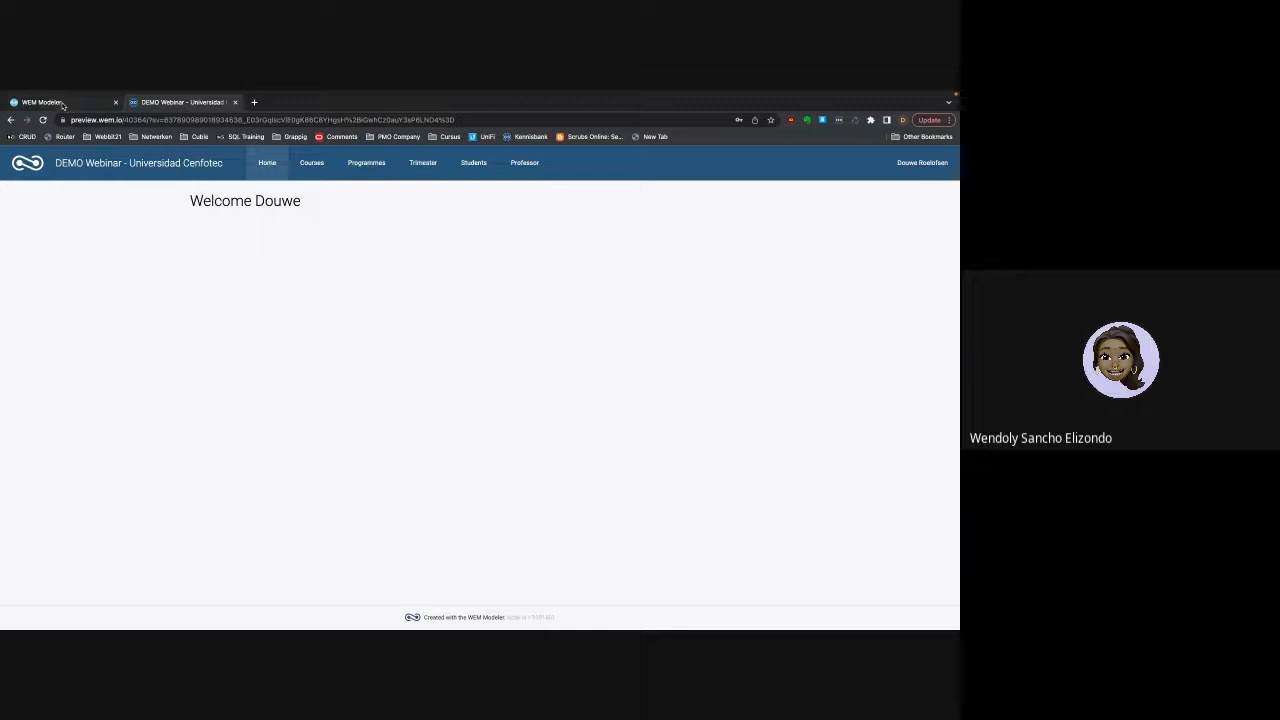 WEM Modeler
DEMO Webinar - Universidad
Update
CRUD Router Webbit21 Netwerken Cubie SQL Training Grappig Comments PMO Company Cursus UniFi Kennisbank Scrubs Online: Se... New Tab Other Bookmarks
DEMO Webinar - Universidad Cenfotec Home Courses Programmes Trimester Students Professor Douwe Roelofsen
Welcome Douwe
Wendoly Sancho Elizondo
Created with the WEM Modeler.